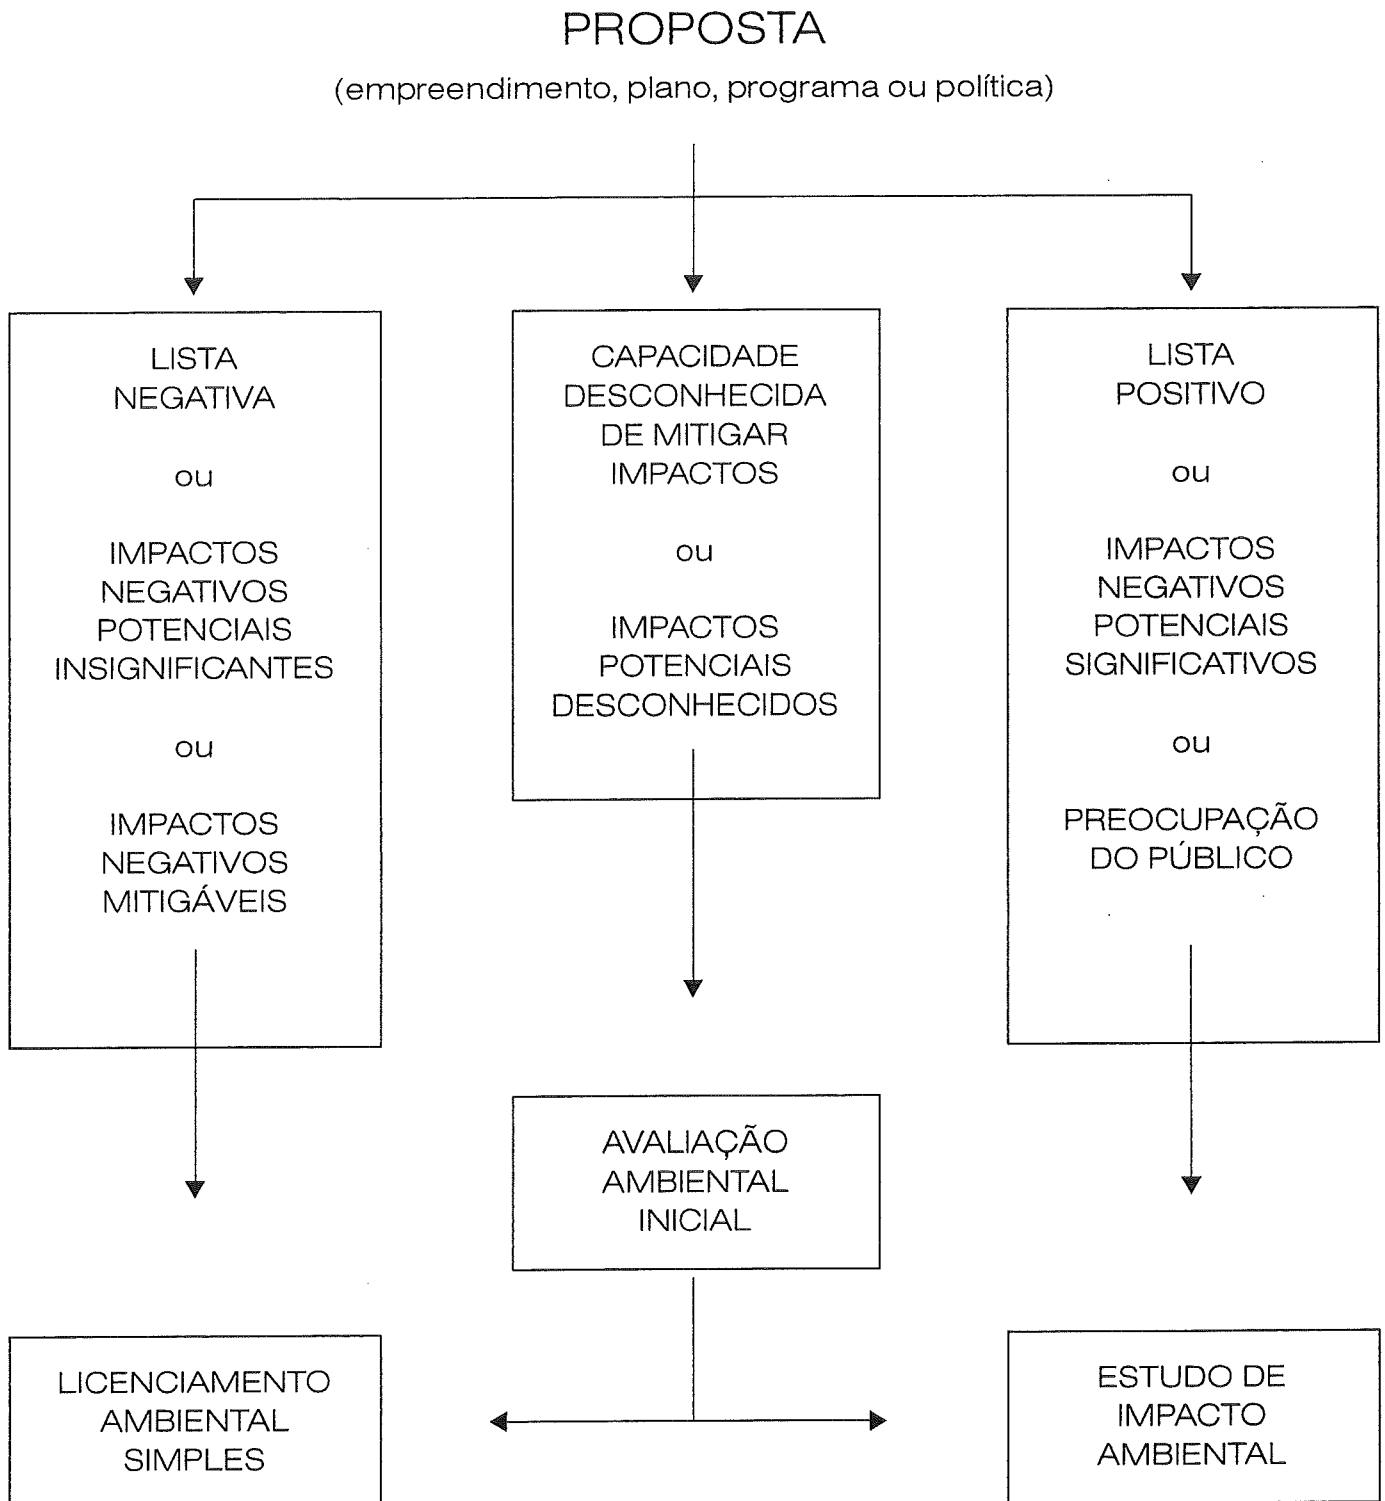 PROPOSTA
(empreendimento, plano, programa ou política)
LISTA
NEGATIVA
ou
IMPACTOS
NEGATIVOS
POTENCIAIS
INSIGNIFICANTES
ou
IMPACTOS
NEGATIVOS
MITIGÁVEIS
CAPACIDADE
DESCONHECIDA
DE MITIGAR
IMPACTOS
ou
IMPACTOS
POTENCIAIS
DESCONHECIDOS
LISTA
POSITIVO
ou
IMPACTOS
NEGATIVOS
POTENCIAIS
SIGNIFICATIVOS
ou
PREOCUPAÇÃO
DO PÚBLICO
AVALIAÇÃO
AMBIENTAL
INICIAL
LICENCIAMENTO
AMBIENTAL
SIMPLES
ESTUDO DE
IMPACTO
AMBIENTAL